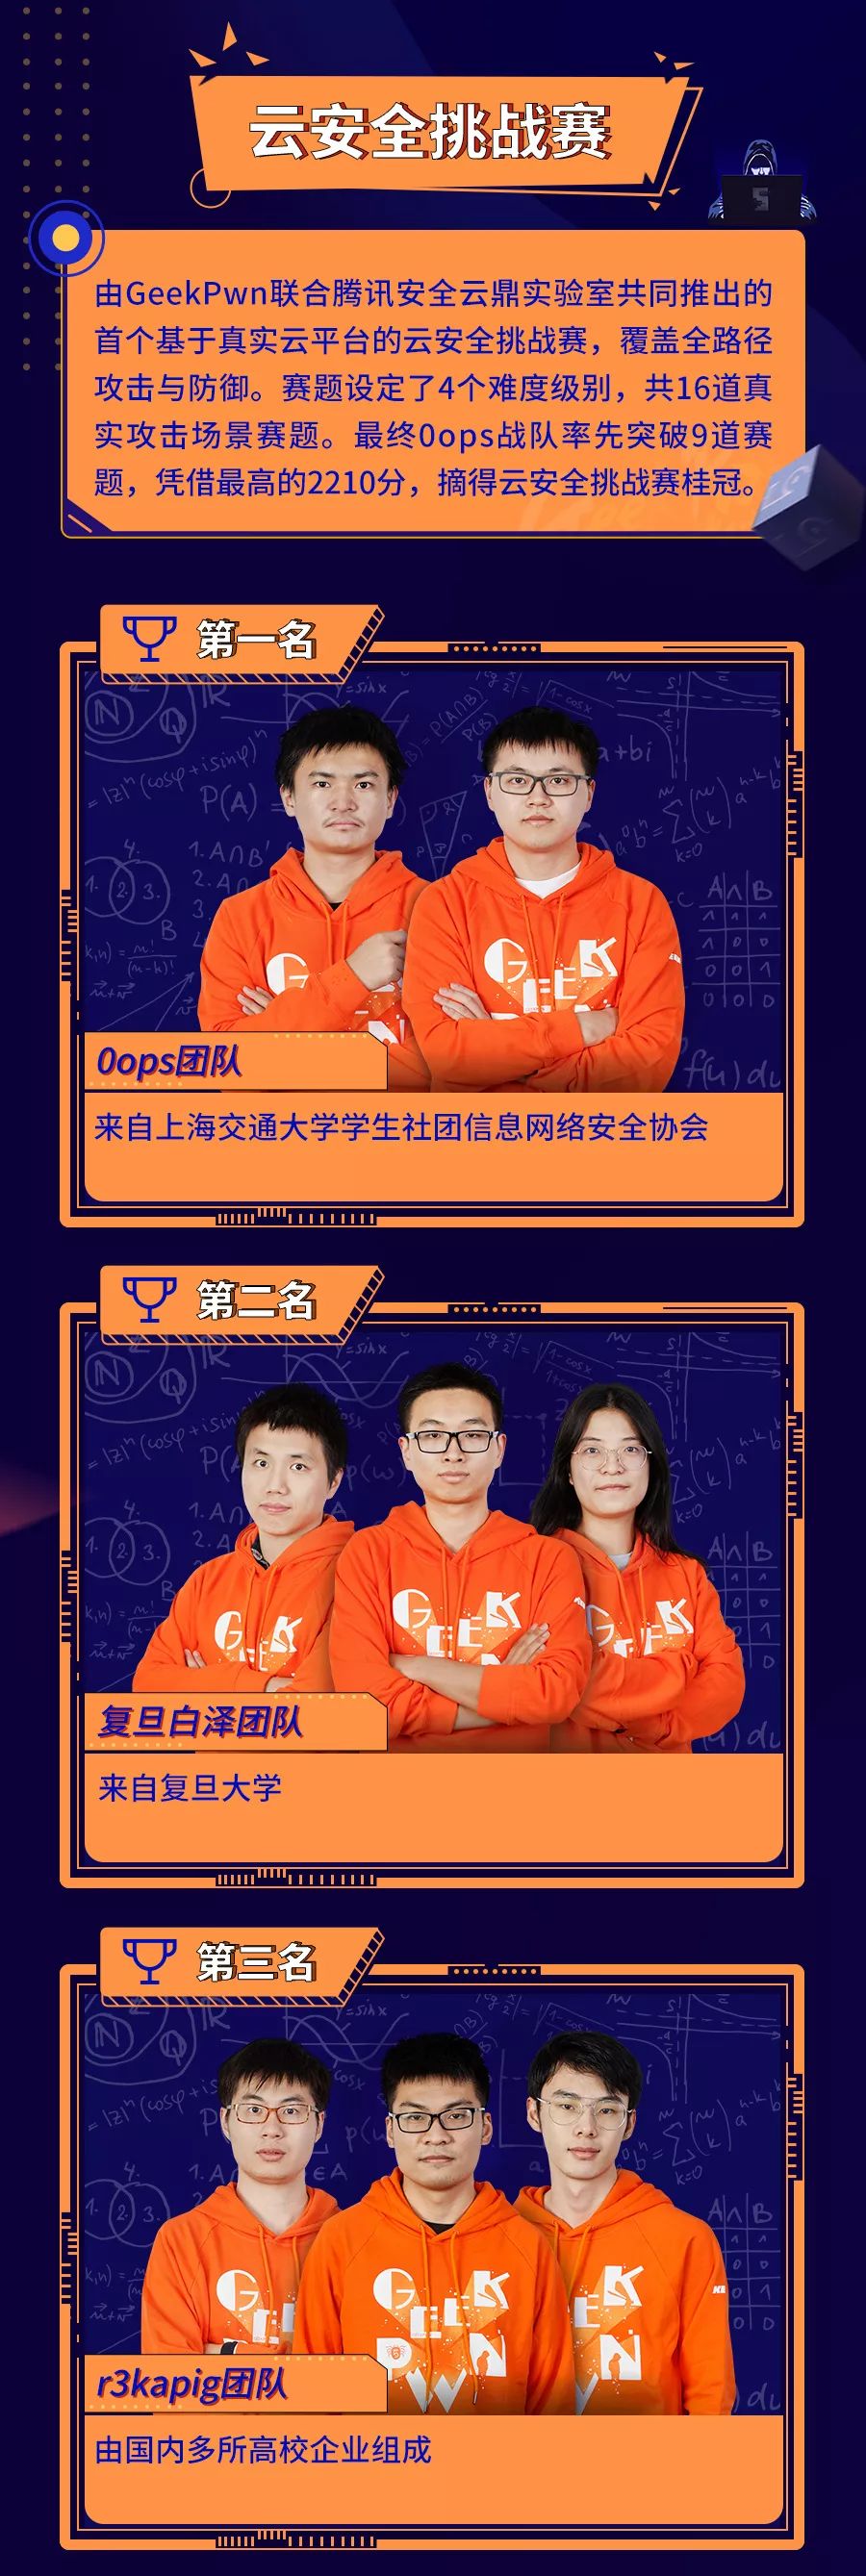 云安全挑战赛
由GeekPwn联合腾讯安全云鼎实验室共同推出的
首个基于真实云平台的云安全挑战赛，覆盖全路径
攻击与防御。赛题设定了4个难度级别，共16道真
实攻击场景赛题。最终0ops战队率先突破9道赛
题，凭借最高的2210分，摘得云安全挑战赛桂冠。
第一名
GEEK
0ops团队
来自上海交通大学学生社团信息网络安全协会
第二名
GEEK
GEEK
复旦白泽团队
来自复旦大学
第三名
GEEK
PWN
r3kapig团队
由国内多所高校企业组成